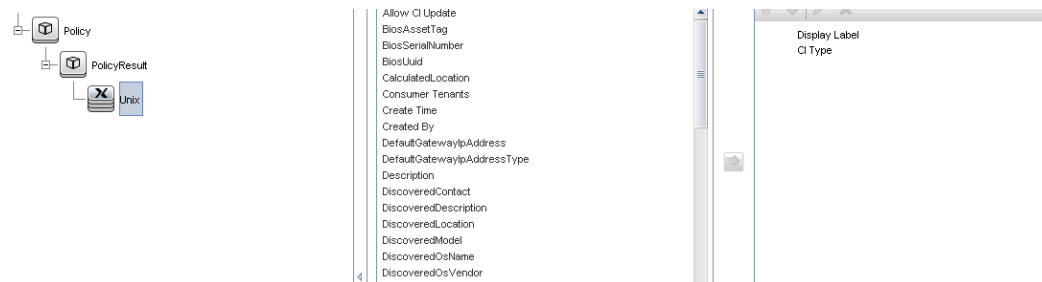 Policy
PolicyResult
Unix
Allow CI Update
BiosAssetTag
BiosSerialNumber
BiosUuid
CalculatedLocation
Consumer Tenants
Create Time
Created By
DefaultGatewayIpAddress
DefaultGatewayIpAddressType
Description
DiscoveredContact
DiscoveredDescription
DiscoveredLocation
DiscoveredModel
DiscoveredOsName
DiscoveredOsVendor
Display Label
CI Type